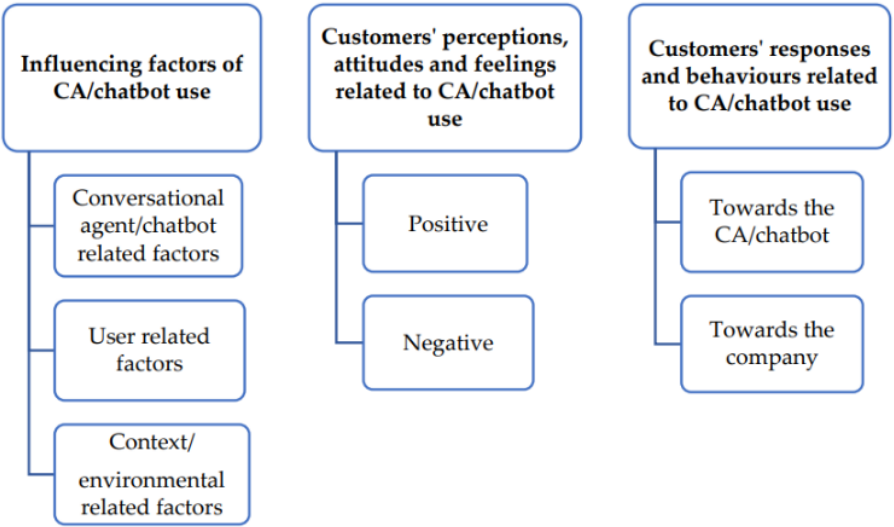 Influencing factors of
CA/chatbot use
Conversational
agent/chatbot
related factors
User related
factors
Context/
environmental
related factors
Customers' perceptions,
attitudes and feelings
related to CA/chatbot
use
Positive
Negative
Customers' responses
and behaviours related
to CA/chatbot use
Towards the
CA/chatbot
Towards the
company